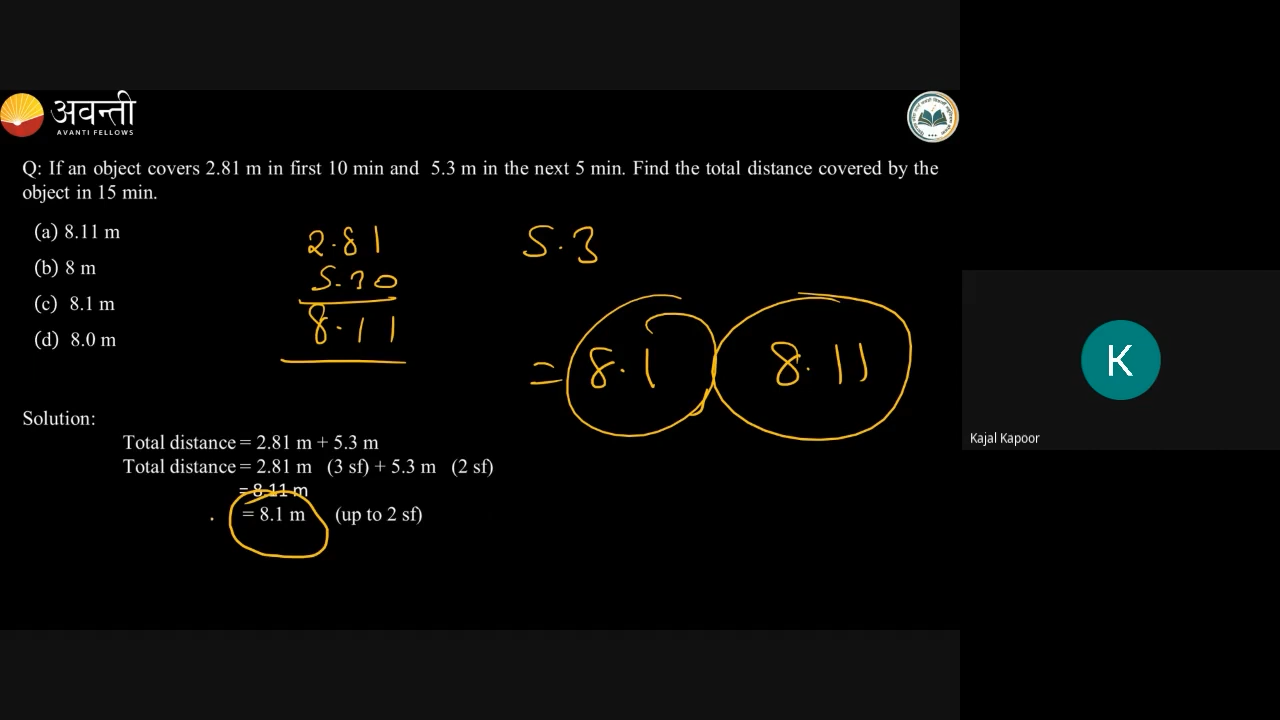 अवन्ती
AVANTI FELLOWS
Q: If an object covers 2.81 m in first 10 min and 5.3 m in the next 5 min. Find the total distance covered by the
object in 15 min.
(a) 8.11 m
(b) 8 m
(c) 8.1 m
(d) 8.0 m
2.81
5.30
8.11
5.3
= 8.1 8.11
K
Kajal Kapoor
Solution:
Total distance = 2.81 m + 5.3 m
Total distance = 2.81 m (3 sf) + 5.3 m (2 sf)
= 8.11 m
= 8.1 m (up to 2 sf)